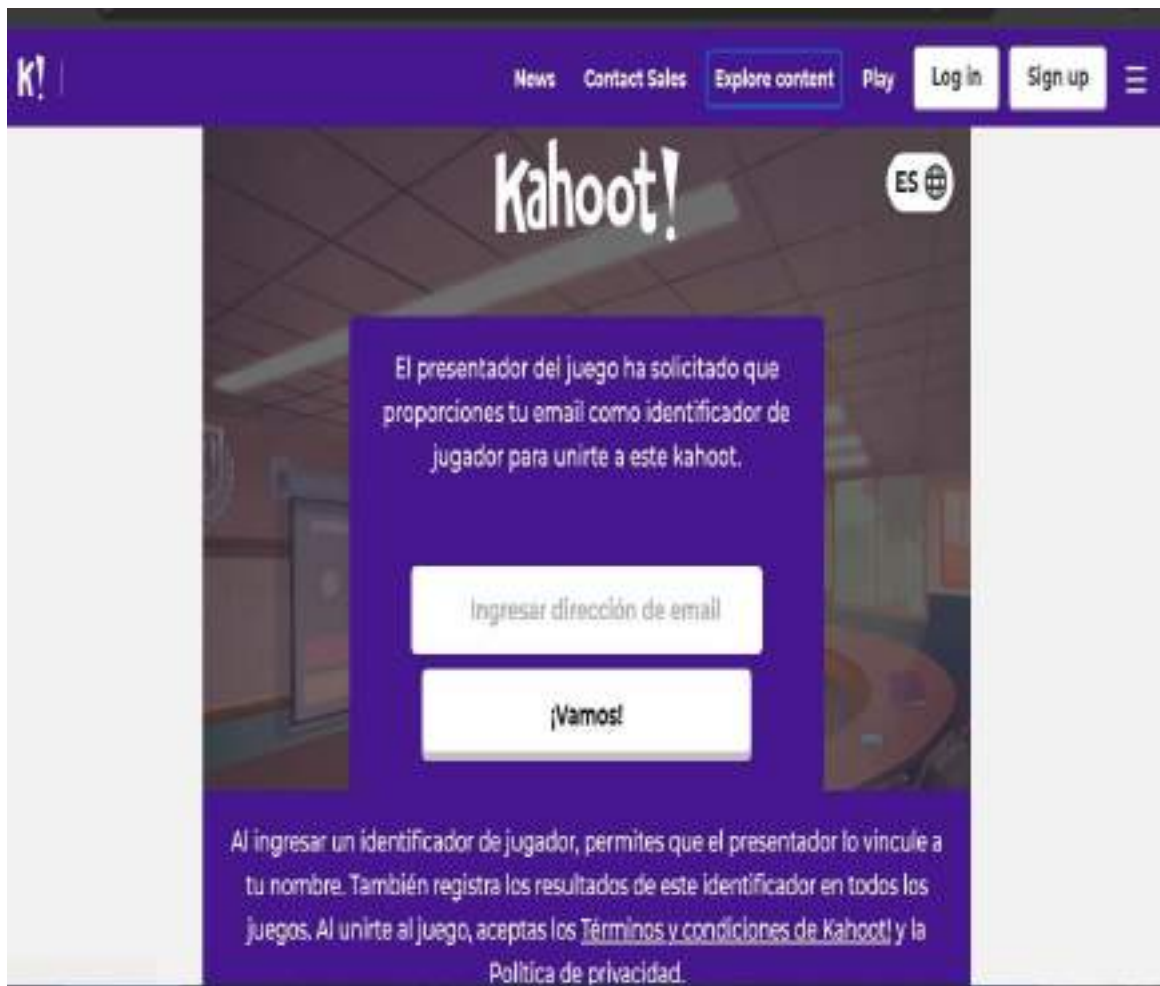 K!
News Contact Sales Explore content Play Log in Sign up
Kahoot!
ES
El presentador del juego ha solicitado que
proporciones tu email como identificador de
jugador para unirte a este kahoot.
Ingresar dirección de email
¡Vamos!
Al ingresar un identificador de jugador, permites que el presentador lo vincule a
tu nombre. También registra los resultados de este identificador en todos los
juegos. Al unirte al juego, aceptas los Términos y condiciones de Kahoot! y la
Política de privacidad.